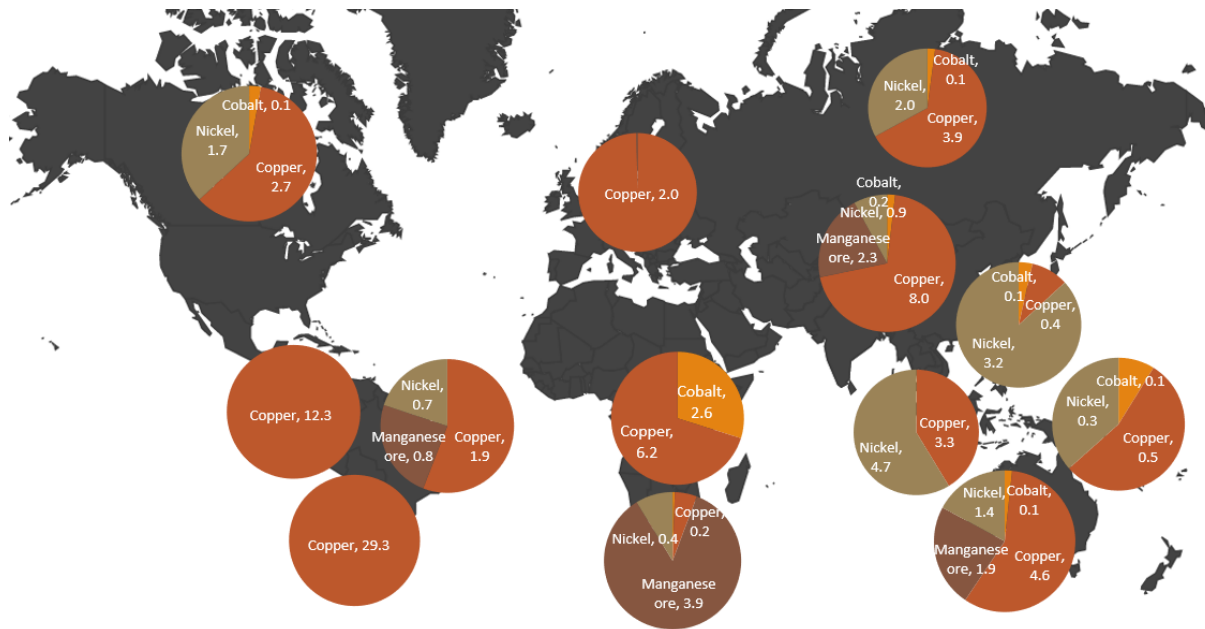 Cobalt, 0.1
Nickel,
1.7
Copper,
2.7
Copper, 2.0
Cobalt,
0.1
Nickel,
2.0
Copper,
3.9
Cobalt,
0.2
Nickel, 0.9
Manganese
ore, 2.3
Copper,
8.0
Cobalt,
0.1
Copper,
0.4
Nickel,
3.2
Copper, 12.3
Nickel,
0.7
Manganese
ore, 0.8
Copper,
1.9
Cobalt,
2.6
Copper,
6.2
Copper,
3.3
Nickel,
4.7
Cobalt, 0.1
Nickel,
0.3
Copper,
0.5
Copper, 29.3
Copper,
0.2
Nickel, 0.4
Manganese
ore, 3.9
Nickel,
1.4
Cobalt,
0.1
Manganese
ore, 1.9
Copper,
4.6